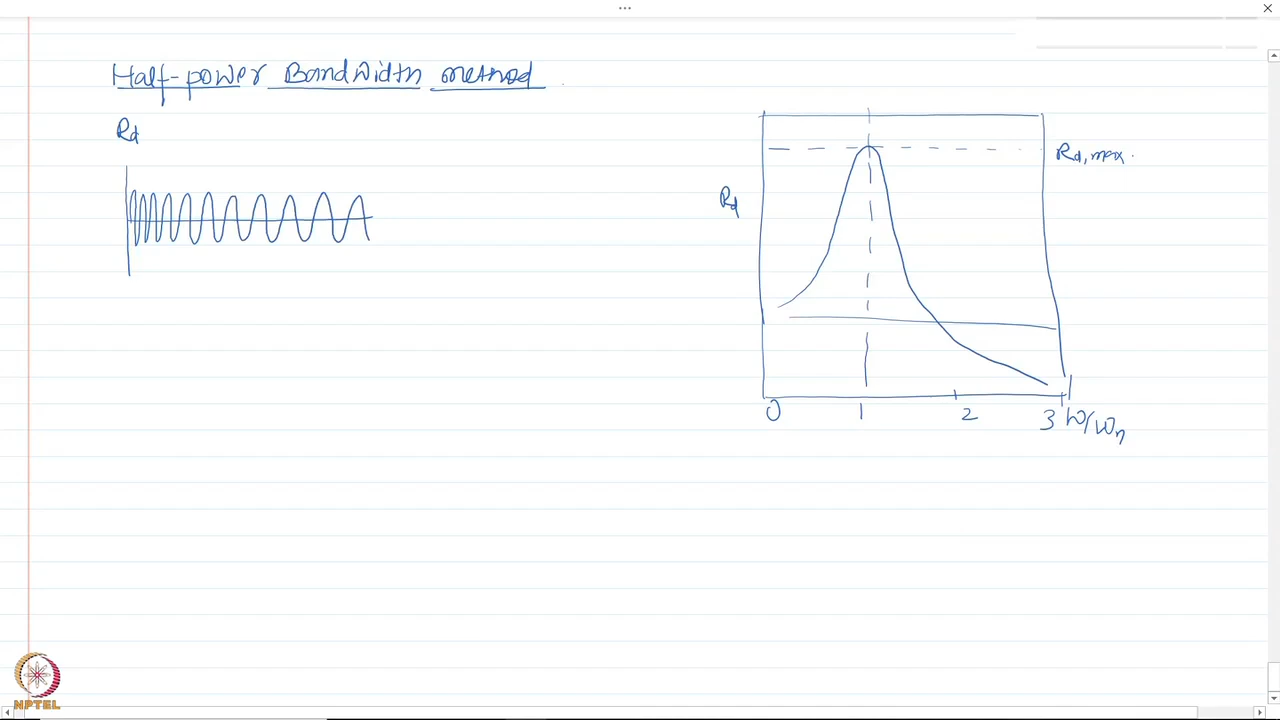 Half-power Bandwidth method
Rd
Rd,max.
Rd
0 1 2 3 ω/ωn
NPTEL